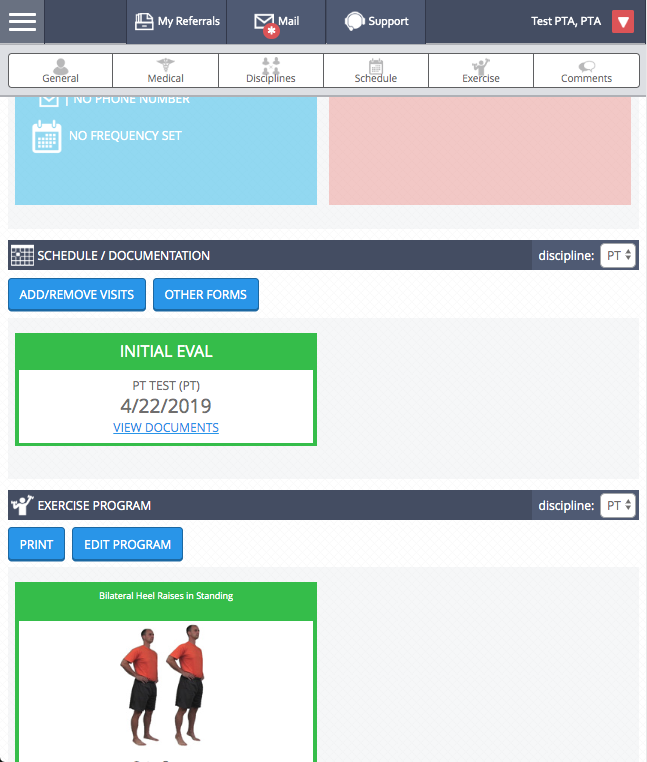 My Referrals
Mail
Support
Test PTA, PTA
General
Medical
Disciplines
Schedule
Exercise
Comments
| NO PHONE NUMBER
NO FREQUENCY SET
SCHEDULE / DOCUMENTATION
discipline: PT
ADD/REMOVE VISITS
OTHER FORMS
INITIAL EVAL
PT TEST (PT)
4/22/2019
VIEW DOCUMENTS
EXERCISE PROGRAM
discipline: PT
PRINT
EDIT PROGRAM
Bilateral Heel Raises in Standing